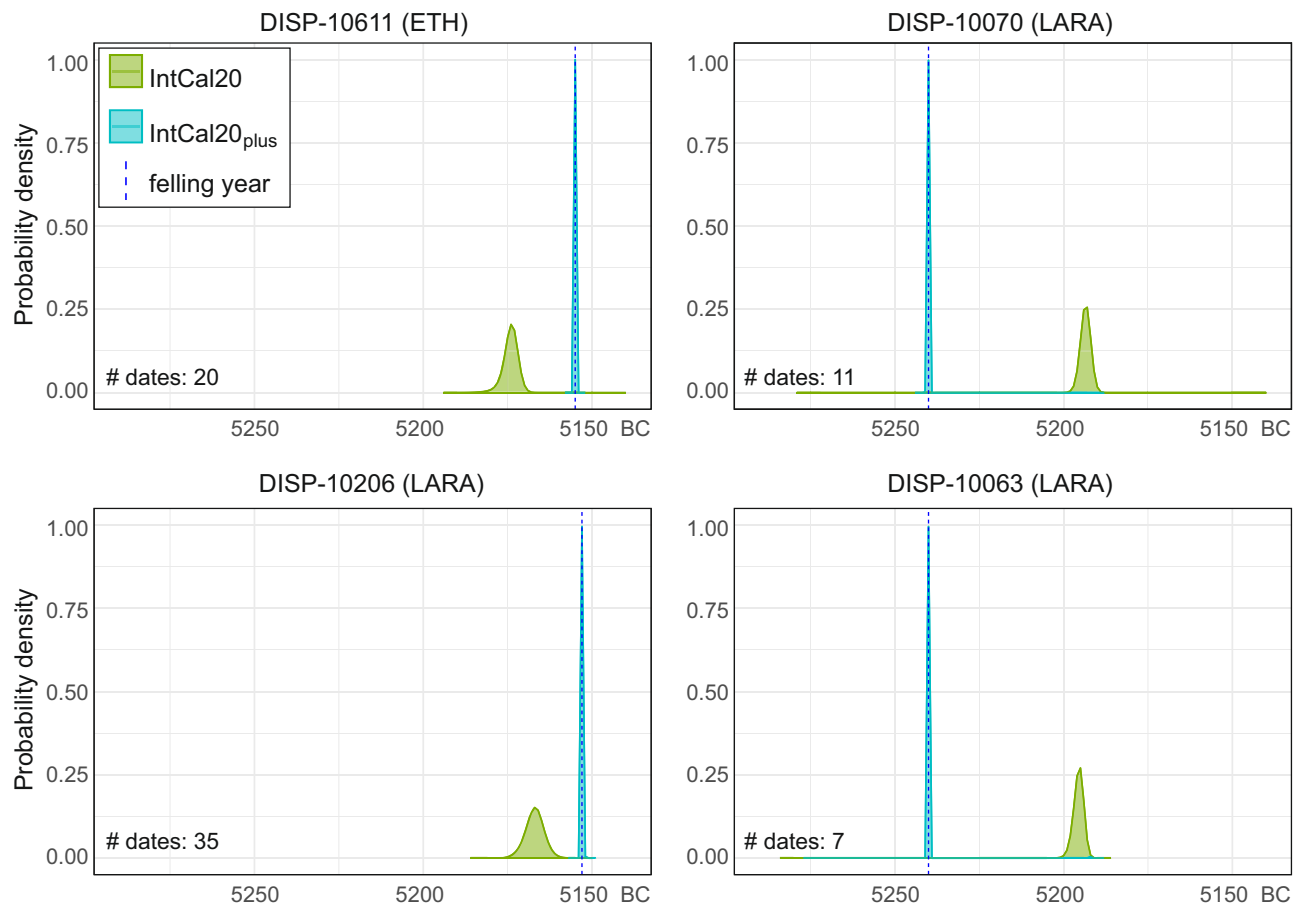 DISP-10611 (ETH)
DISP-10070 (LARA)
IntCal20
IntCal20plus
felling year
Probability density
1.00
0.75
0.50
0.25
0.00
# dates: 20
5250 5200 5150 BC
1.00
0.75
0.50
0.25
0.00
# dates: 11
5250 5200 5150 BC
DISP-10206 (LARA)
DISP-10063 (LARA)
Probability density
1.00
0.75
0.50
0.25
0.00
# dates: 35
5250 5200 5150 BC
1.00
0.75
0.50
0.25
0.00
# dates: 7
5250 5200 5150 BC